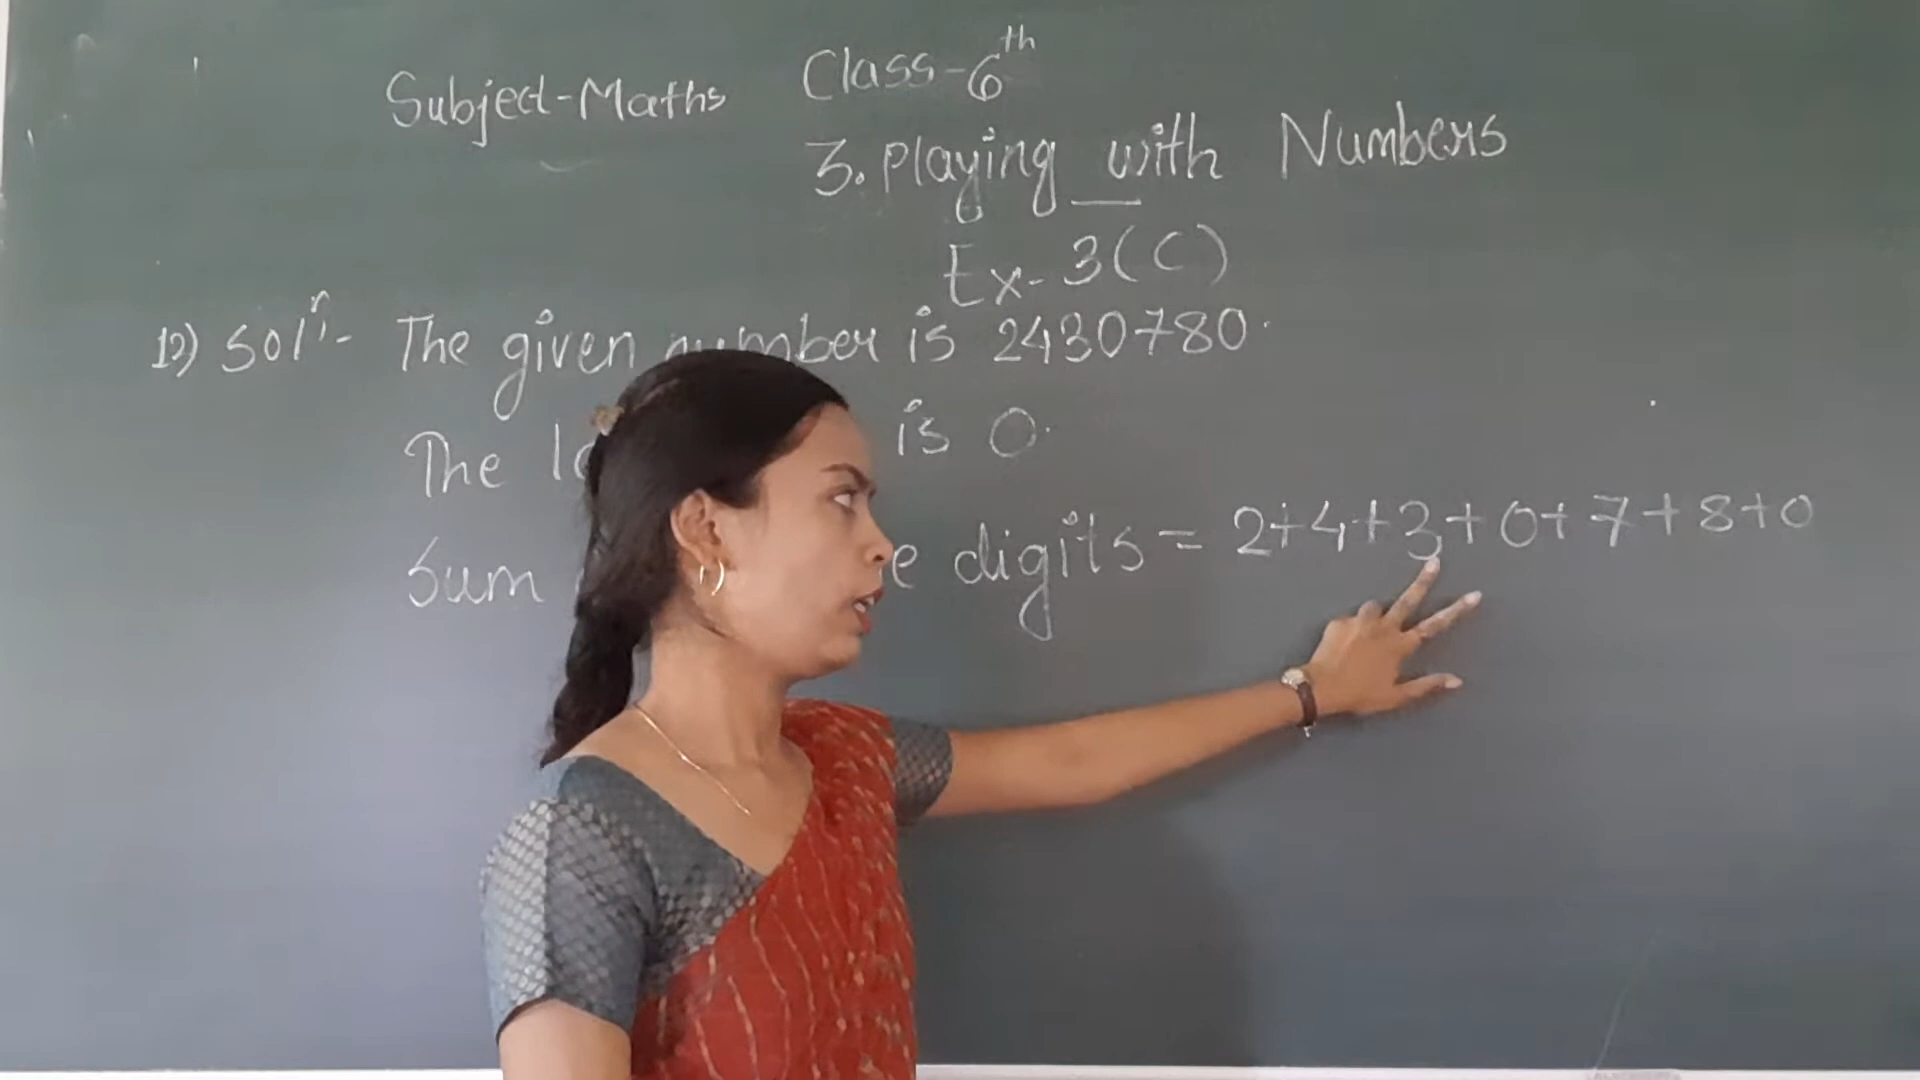 Subject-Maths Class-6th
3. Playing with Numbers
Ex-3(C)
12) Soln:- The given number is 2430780.
The is 0.
Sum digits = 2+4+3+0+7+8+0